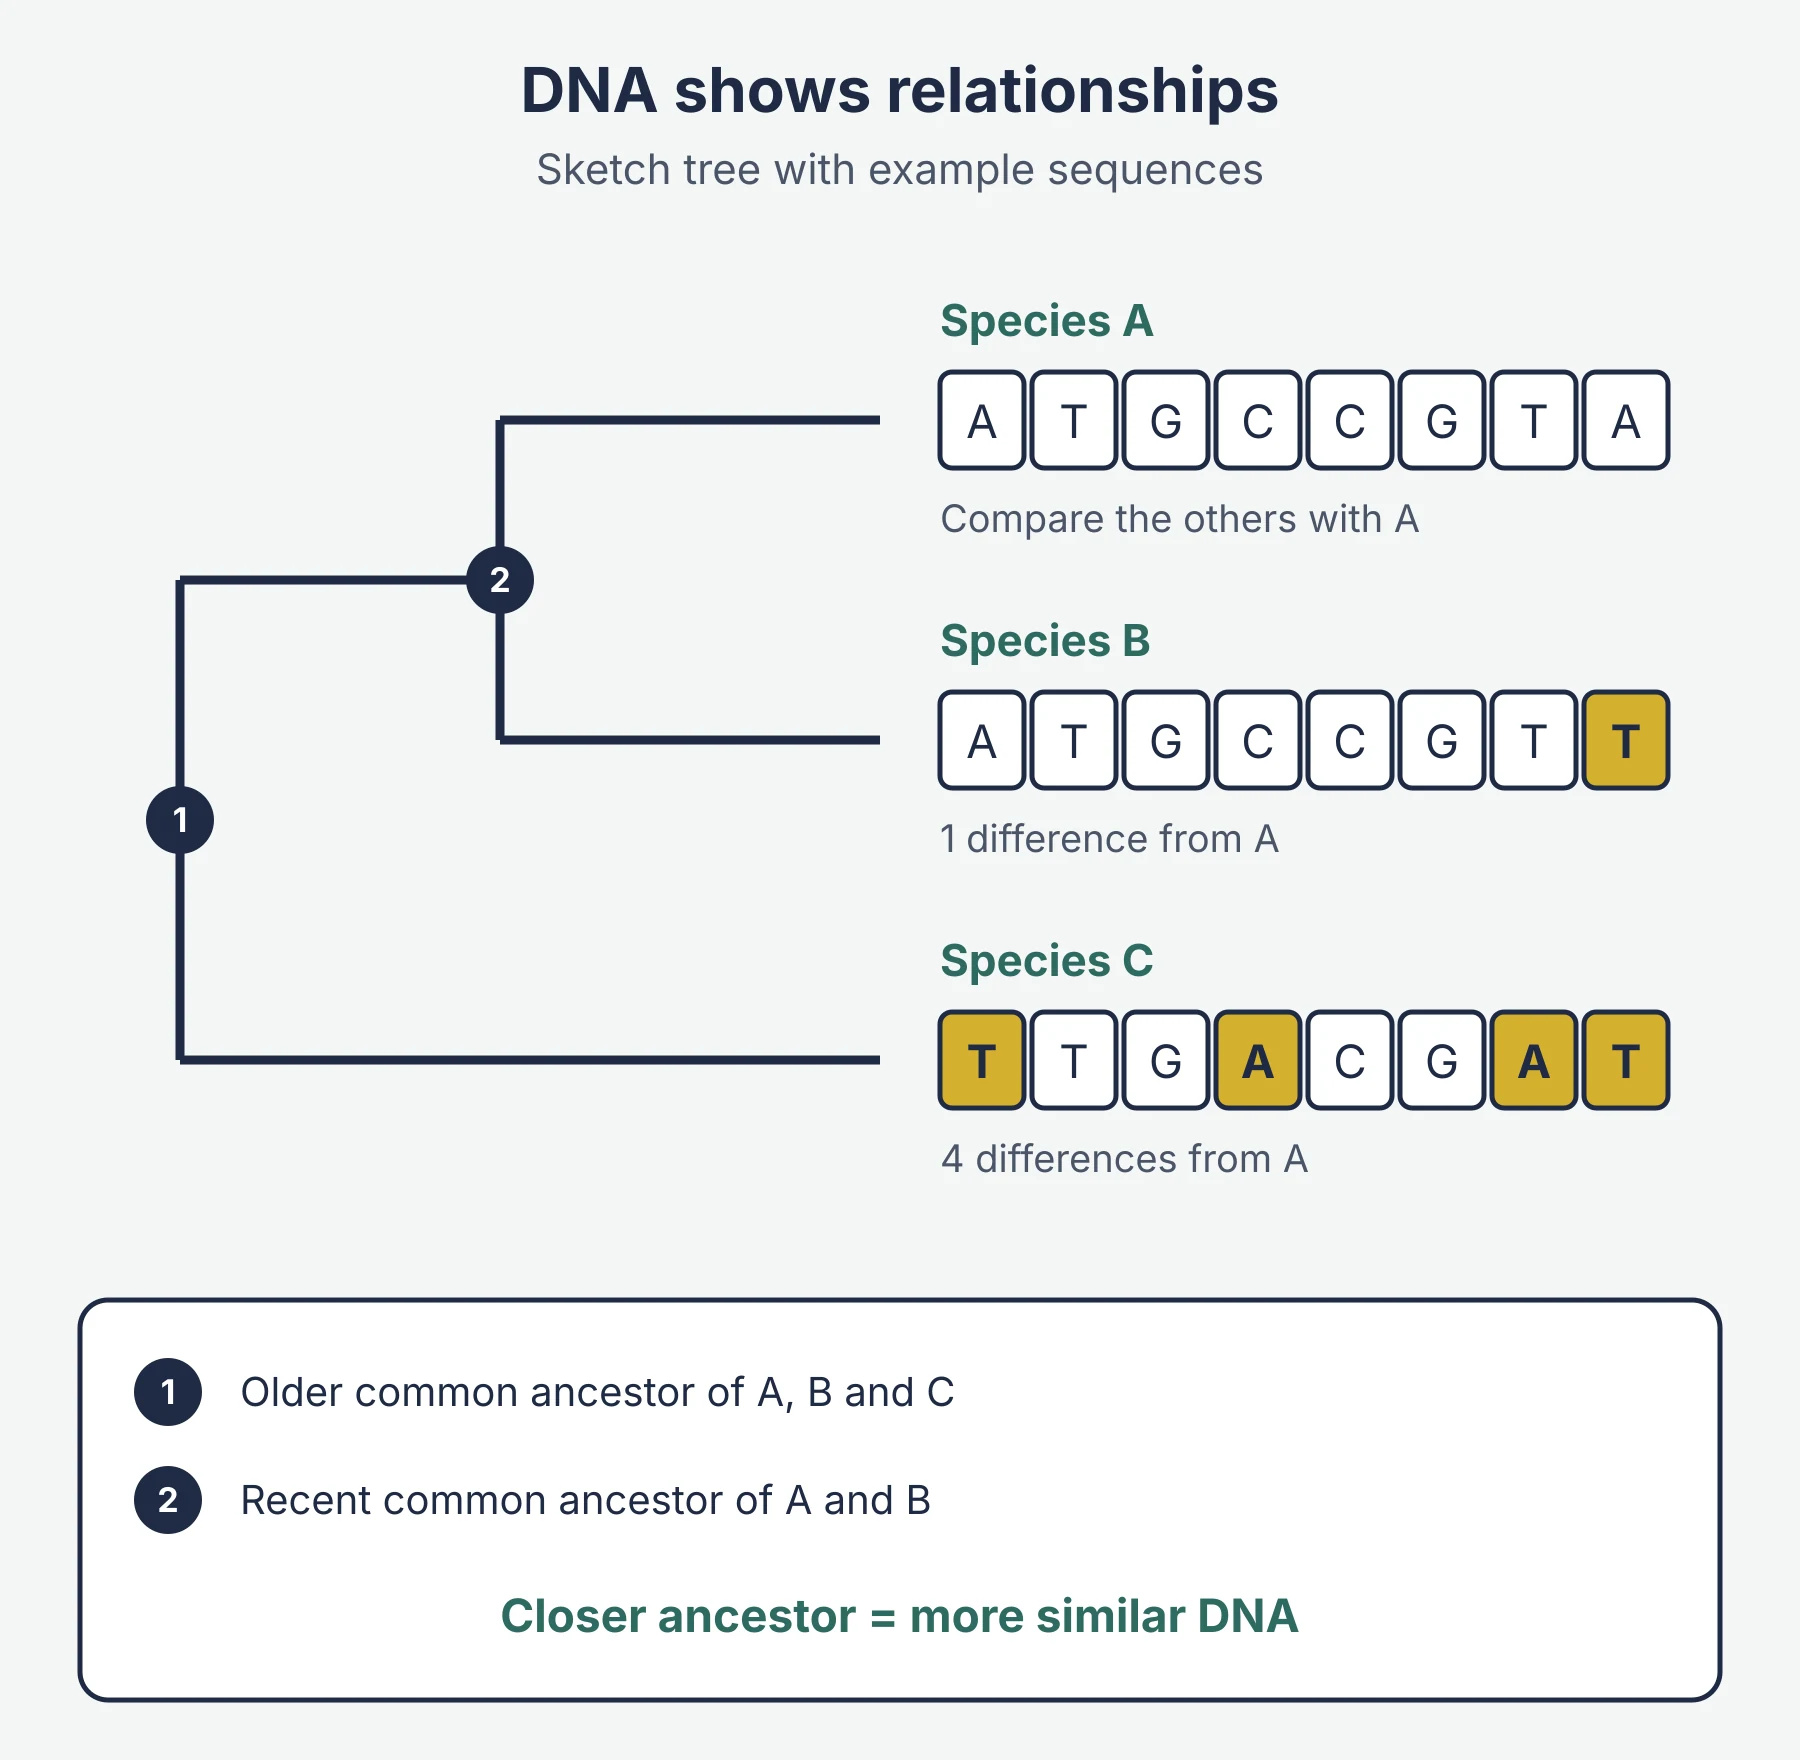 DNA shows relationships
Sketch tree with example sequences
Species A
A T G C C G T A
Compare the others with A
2
Species B
A T G C C G T T
1
1 difference from A
Species C
T T G A C G A T
4 differences from A
1 Older common ancestor of A, B and C
2 Recent common ancestor of A and B
Closer ancestor = more similar DNA